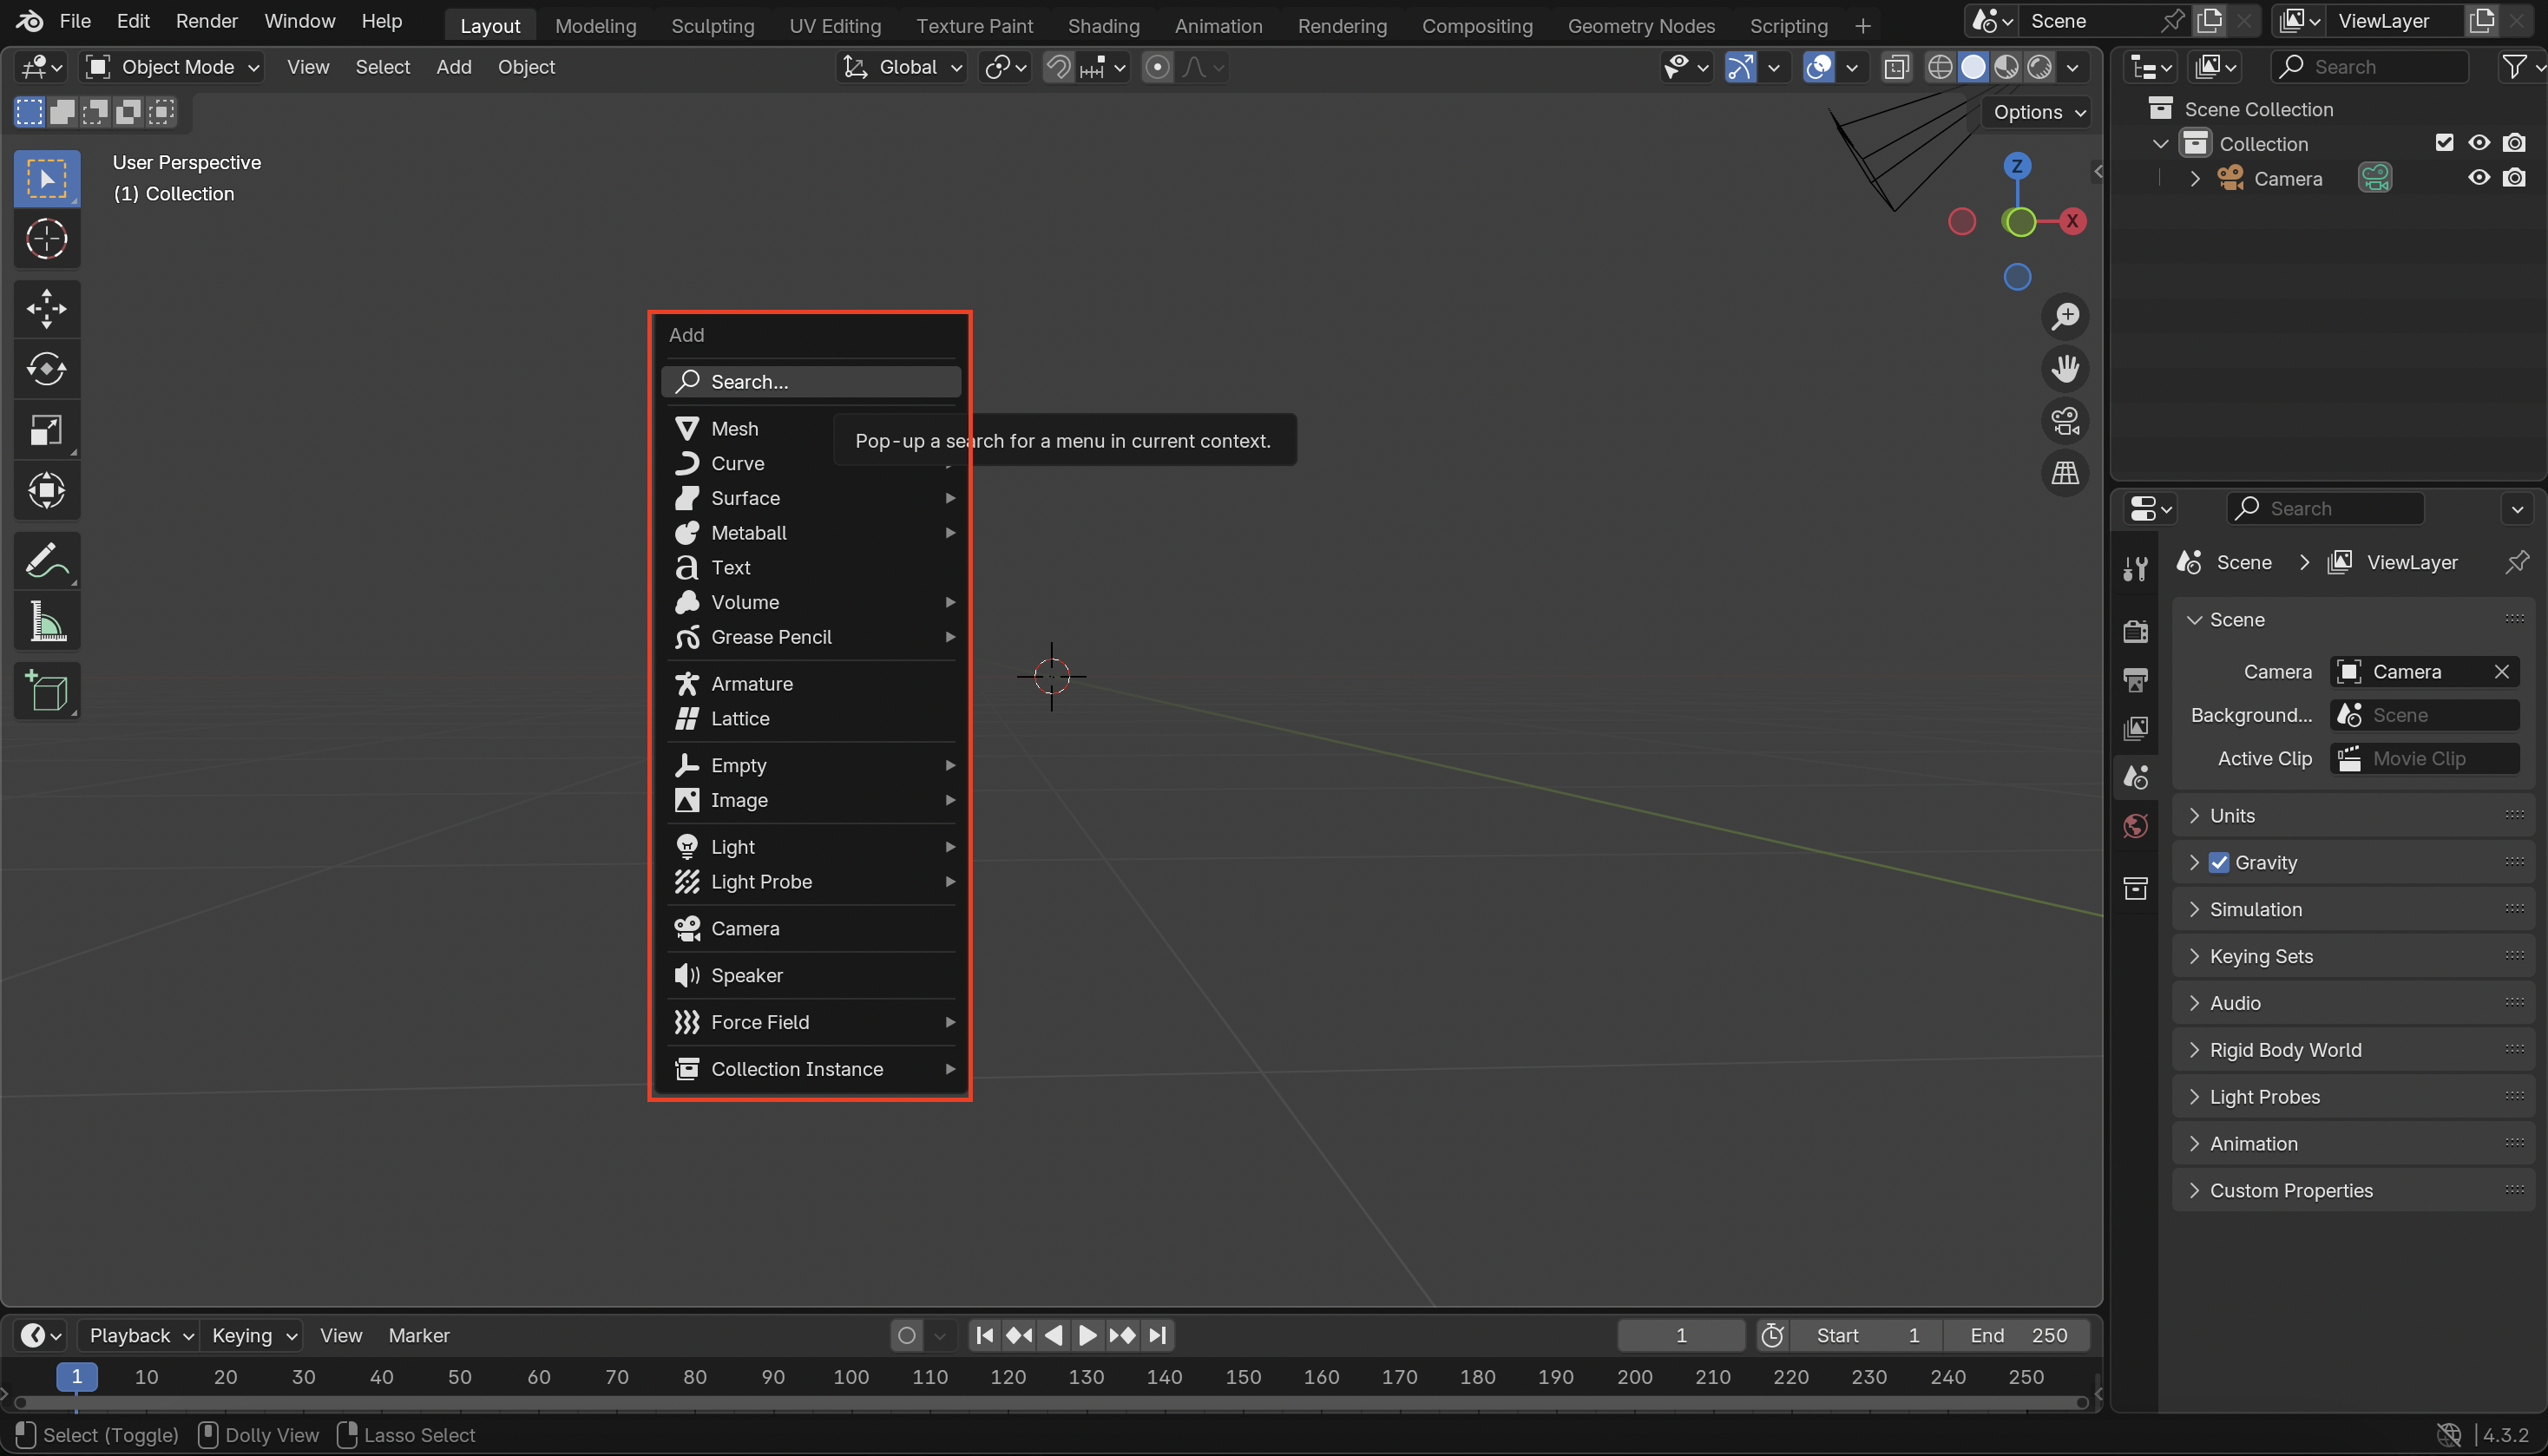 File Edit Render Window Help Layout Modeling Sculpting UV Editing Texture Paint Shading Animation Rendering Compositing Geometry Nodes Scripting + Scene ViewLayer
Object Mode View Select Add Object Global Search
Options
User Perspective
(1) Collection
Z
X
Scene Collection
Collection
Camera
Add
Search...
Mesh
Curve
Surface
Metaball
Text
Volume
Grease Pencil
Armature
Lattice
Empty
Image
Light
Light Probe
Camera
Speaker
Force Field
Collection Instance
Pop-up a search for a menu in current context.
Search
Scene > ViewLayer
Scene
Camera Camera
Background... Scene
Active Clip Movie Clip
Units
Gravity
Simulation
Keying Sets
Audio
Rigid Body World
Light Probes
Animation
Custom Properties
Playback Keying View Marker 1 Start 1 End 250
1 10 20 30 40 50 60 70 80 90 100 110 120 130 140 150 160 170 180 190 200 210 220 230 240 250
Select (Toggle) Dolly View Lasso Select 4.3.2